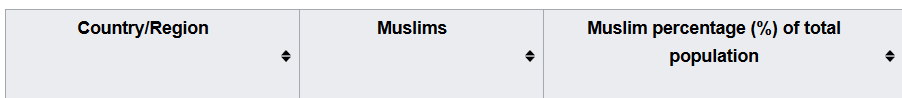 Country/Region
Muslims
Muslim percentage (%) of total
population